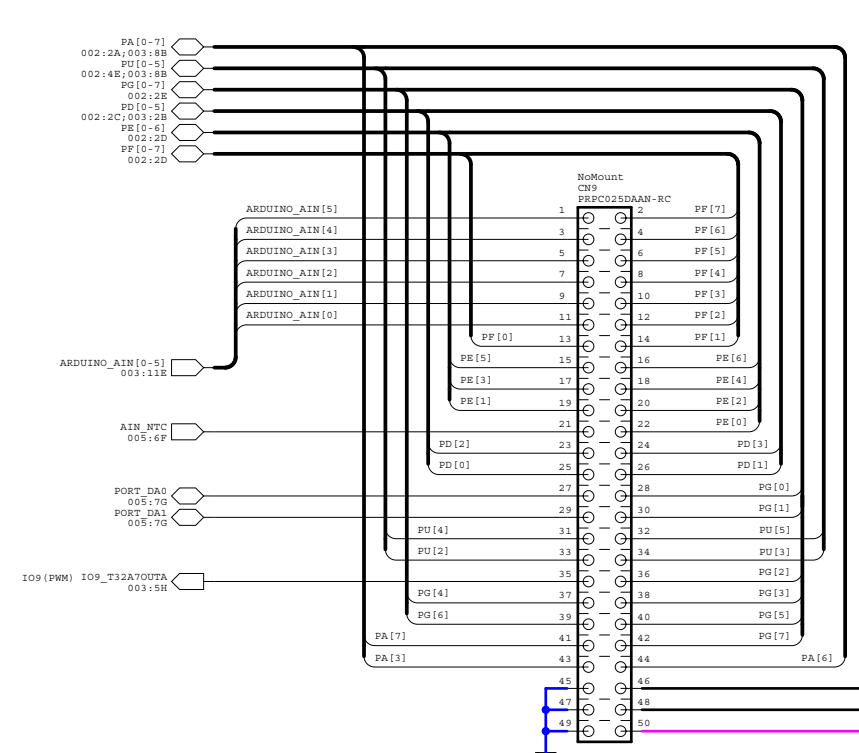 PA[0-7]
002:2A;003:8B
PU[0-5]
002:4E;003:8B
PG[0-7]
002:2E
PD[0-5]
002:2C;003:2B
PE[0-6]
002:2D
PF[0-7]
002:2D
NoMount
CN9
PRPC025DAAN-RC
ARDUINO_AIN[5] 1 2 PF[7]
ARDUINO_AIN[4] 3 4 PF[6]
ARDUINO_AIN[3] 5 6 PF[5]
ARDUINO_AIN[2] 7 8 PF[4]
ARDUINO_AIN[1] 9 10 PF[3]
ARDUINO_AIN[0] 11 12 PF[2]
PF[0] 13 14 PF[1]
ARDUINO_AIN[0-5]
003:11E
PE[5] 15 16 PE[6]
PE[3] 17 18 PE[4]
PE[1] 19 20 PE[2]
AIN_NTC
005:6F
21 22 PE[0]
PD[2] 23 24 PD[3]
PD[0] 25 26 PD[1]
PORT_DA0
005:7G
27 28 PG[0]
PORT_DA1
005:7G
29 30 PG[1]
PU[4] 31 32 PU[5]
PU[2] 33 34 PU[3]
IO9(PWM) IO9_T32A7OUTA
003:5H
35 36 PG[2]
PG[4] 37 38 PG[3]
PG[6] 39 40 PG[5]
PA[7] 41 42 PG[7]
PA[3] 43 44 PA[6]
45 46
47 48
49 50